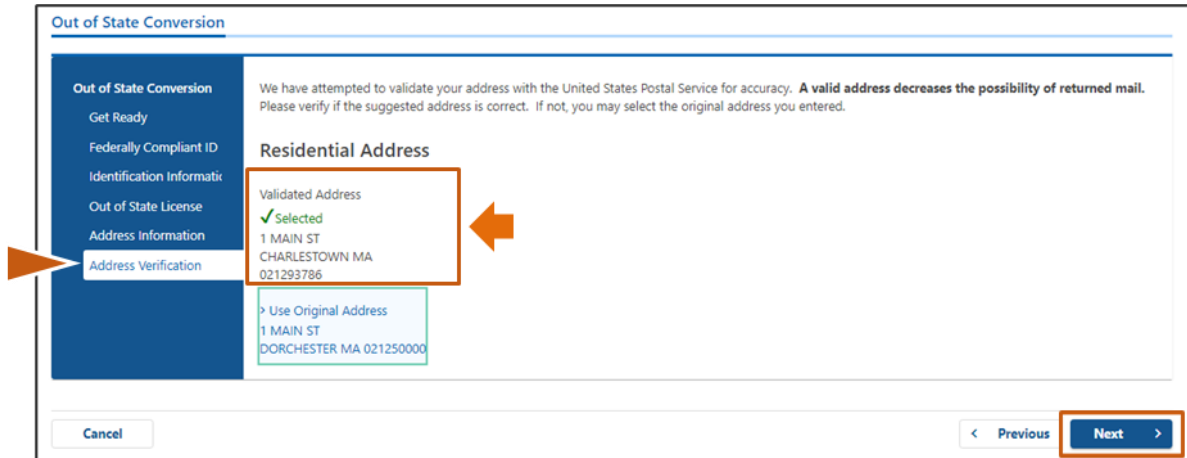 Out of State Conversion
Out of State Conversion
Get Ready
Federally Compliant ID
Identification Informatic
Out of State License
Address Information
Address Verification
We have attempted to validate your address with the United States Postal Service for accuracy. A valid address decreases the possibility of returned mail.
Please verify if the suggested address is correct. If not, you may select the original address you entered.
Residential Address
Validated Address
✓Selected
1 MAIN ST
CHARLESTOWN MA
021293786
› Use Original Address
1 MAIN ST
DORCHESTER MA 021250000
Cancel
‹ Previous
Next ›